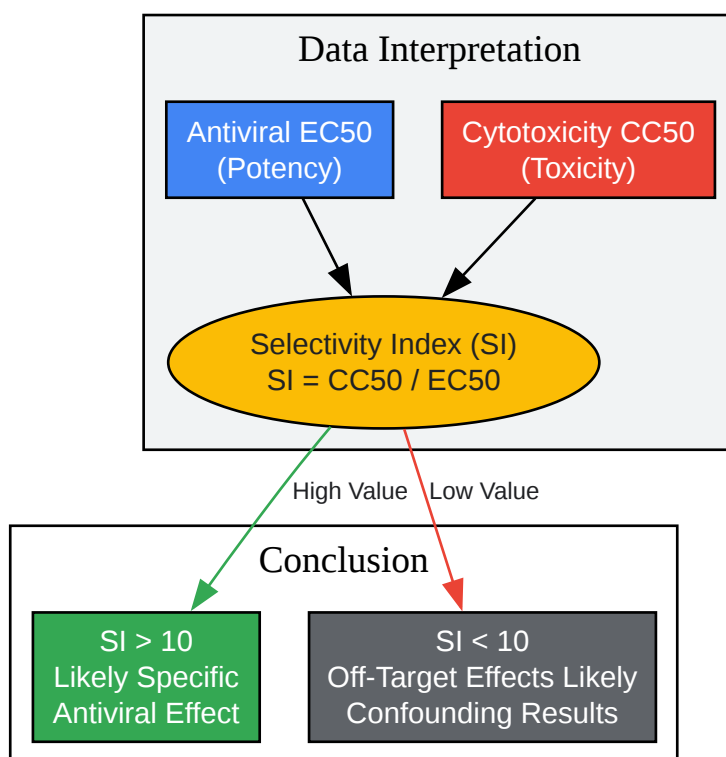 Data Interpretation
Antiviral EC50
(Potency)
Cytotoxicity CC50
(Toxicity)
Selectivity Index (SI)
SI = CC50 / EC50
High Value
Low Value
Conclusion
SI > 10
Likely Specific
Antiviral Effect
SI < 10
Off-Target Effects Likely
Confounding Results